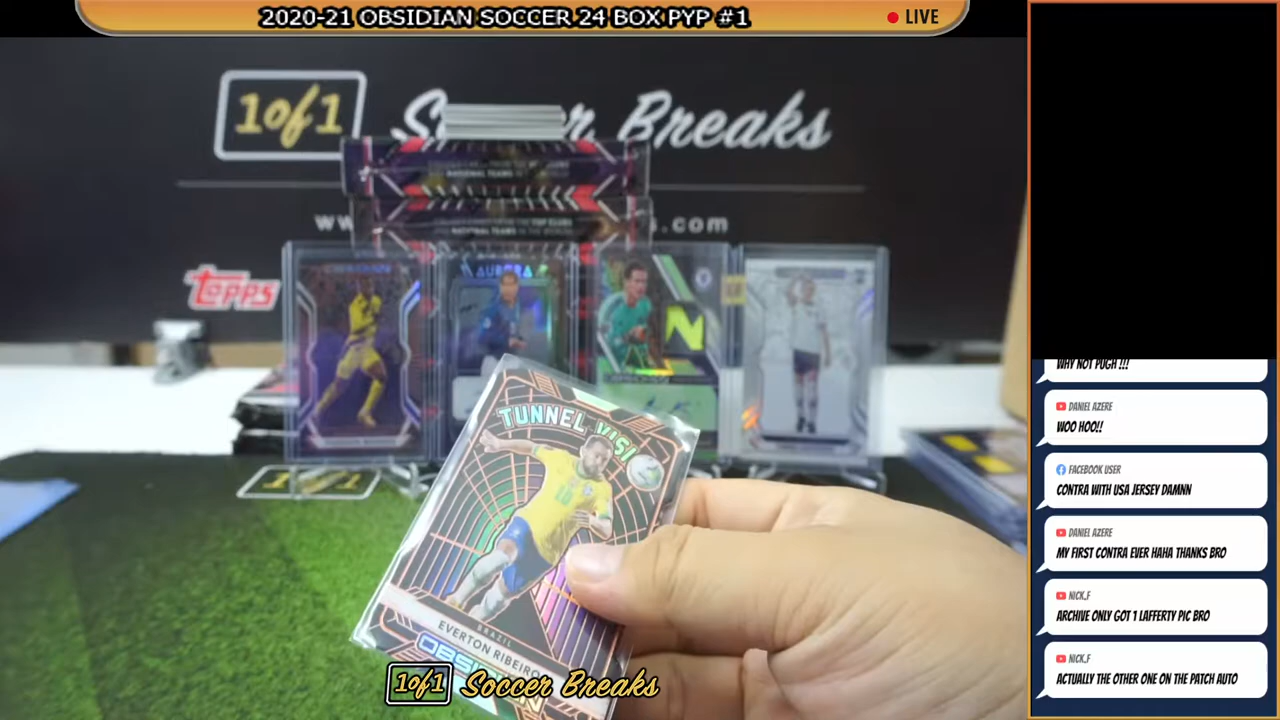 2020-21 OBSIDIAN SOCCER 24 BOX PYP #1
LIVE
1of1 Soccer Breaks
.com
topps
AURORA
N
1of1
TUNNEL VISI
BRAZIL
EVERTON RIBEIRO
1of1 Soccer Breaks
WHY NOT PUGH !!!
DANIEL AZERE
WOO HOO!!
FACEBOOK USER
CONTRA WITH USA JERSEY DAMNN
DANIEL AZERE
MY FIRST CONTRA EVER HAHA THANKS BRO
NICK.F
ARCHIVE ONLY GOT 1 LAFFERTY PIC BRO
NICK.F
ACTUALLY THE OTHER ONE ON THE PATCH AUTO